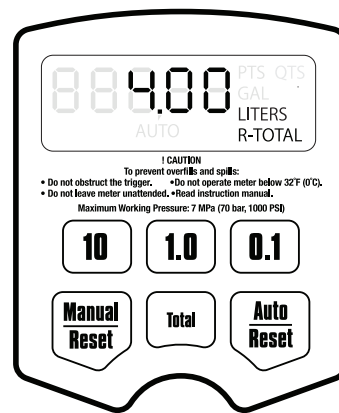 4.00
PTS QTS
GAL
LITERS
AUTO
R-TOTAL
! CAUTION
To prevent overfills and spills:
• Do not obstruct the trigger. •Do not operate meter below 32°F (0°C).
• Do not leave meter unattended. •Read instruction manual.
Maximum Working Pressure: 7 MPa (70 bar, 1000 PSI)
10 1.0 0.1
Manual Total Auto
Reset Reset